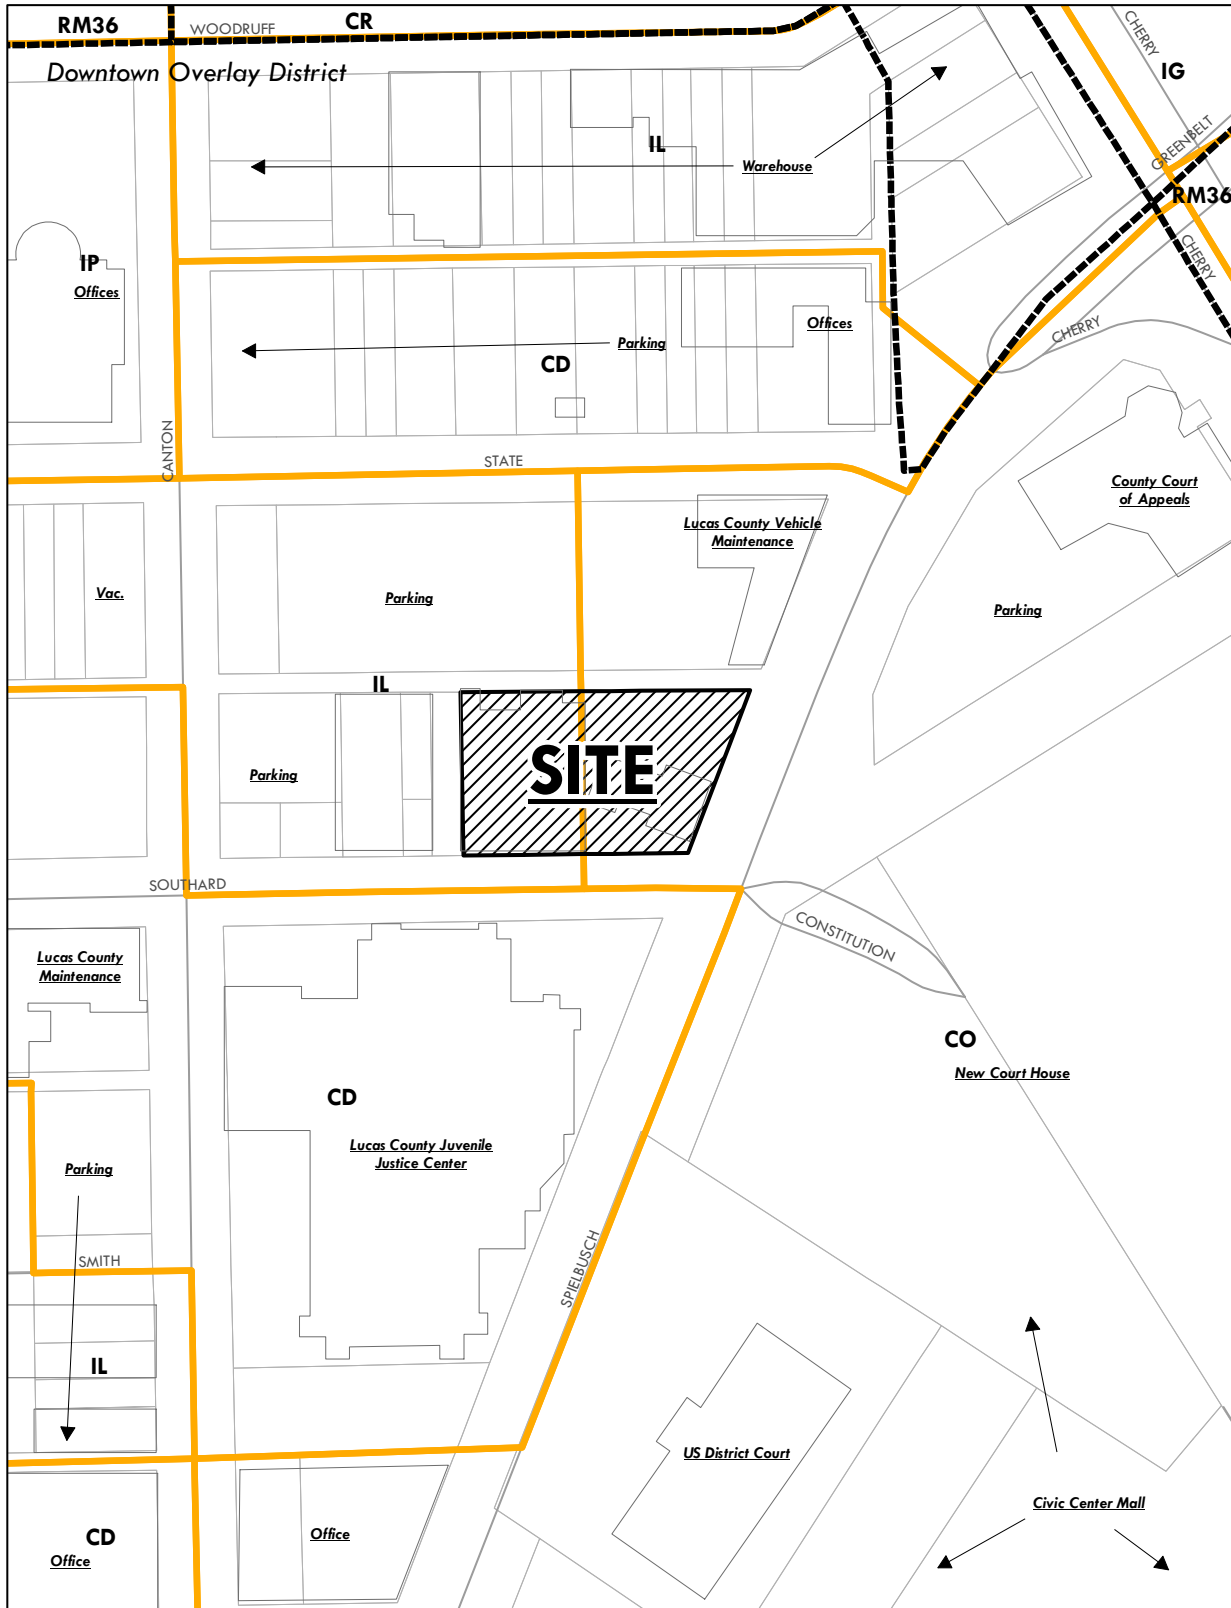 RM36
WOODRUFF
CR
CHERRY
Downtown Overlay District
IG
GREENBELT
IL
Warehouse
RM36
CHERRY
IP
Offices
Offices
CHERRY
Parking
CD
CANTON
STATE
County Court
of Appeals
Lucas County Vehicle
Maintenance
Vac.
Parking
Parking
IL
SITE
Parking
SOUTHARD
CONSTITUTION
Lucas County
Maintenance
CO
New Court House
CD
Lucas County Juvenile
Justice Center
Parking
SMITH
SPIELBUSCH
IL
US District Court
Civic Center Mall
CD
Office
Office